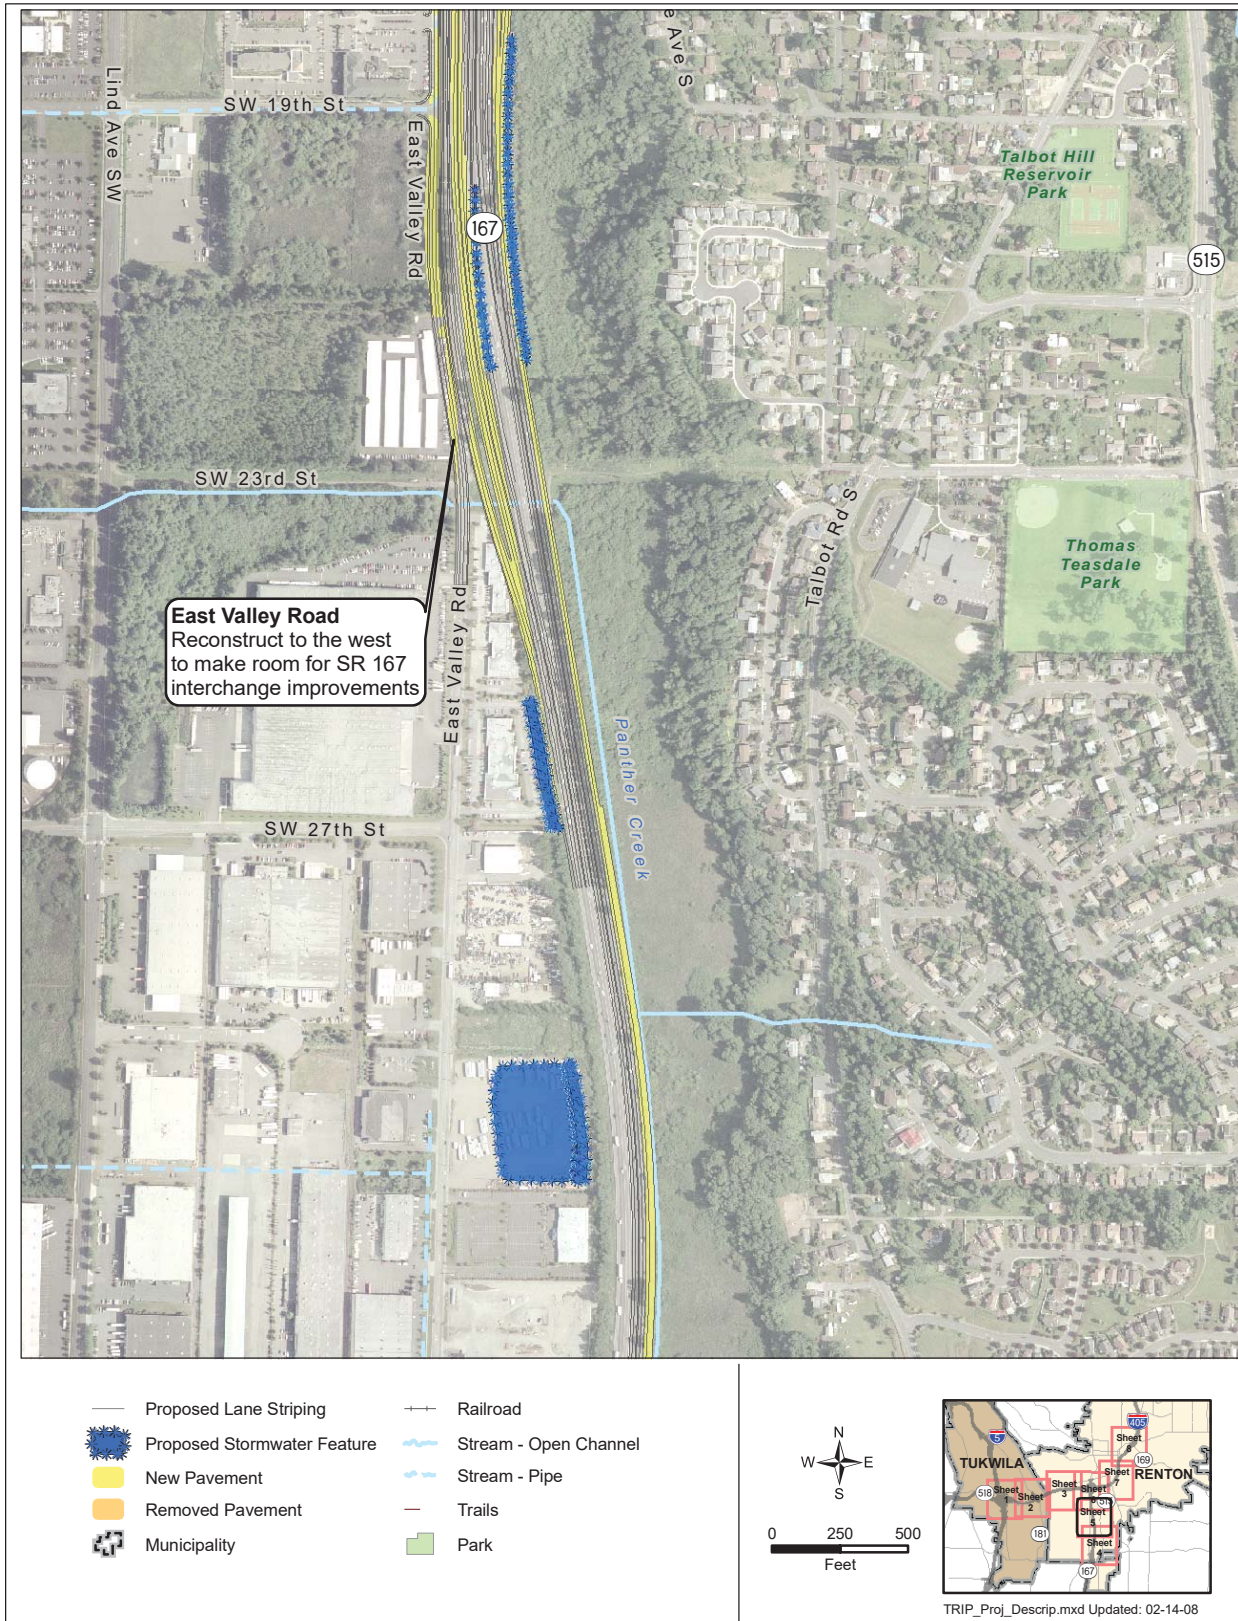 e Ave S
Lind Ave SW
SW 19th St
East Valley Rd
167
Talbot Hill
Reservoir
Park
515
SW 23rd St
Talbot Rd S
Thomas
Teasdale
Park
East Valley Road
Reconstruct to the west
to make room for SR 167
interchange improvements
East Valley Rd
Panther Creek
SW 27th St
Proposed Lane Striping
Proposed Stormwater Feature
New Pavement
Removed Pavement
Municipality
Railroad
Stream - Open Channel
Stream - Pipe
Trails
Park
N
W E
S
0 250 500
Feet
5
405
TUKWILA
RENTON
518
169
515
181
167
Sheet
1
Sheet
2
Sheet
3
Sheet
4
Sheet
5
Sheet
7
Sheet
8
TRIP_Proj_Descrip.mxd Updated: 02-14-08